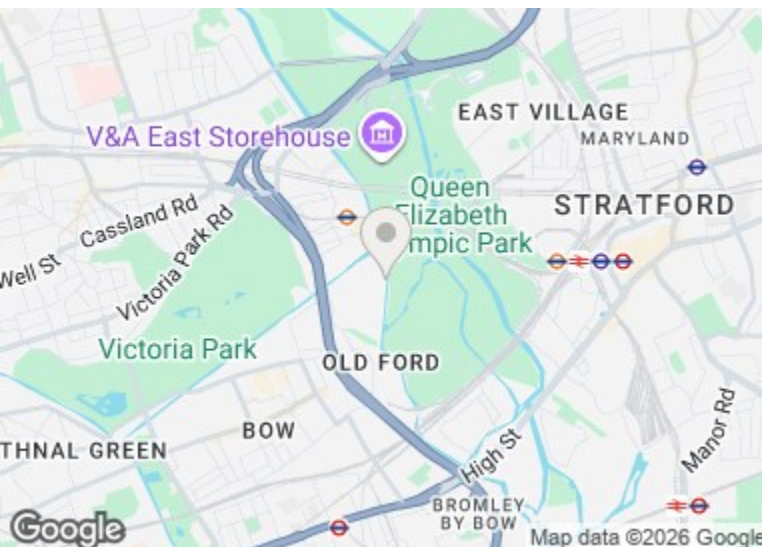 EAST VILLAGE
V&A East Storehouse
MARYLAND
Queen
Elizabeth
mpic Park
STRATFORD
Cassland Rd
Victoria Park Rd
Well St
Victoria Park
OLD FORD
BOW
THNAL GREEN
High St
Manor Rd
BROMLEY
BY BOW
Google
Map data ©2026 Google